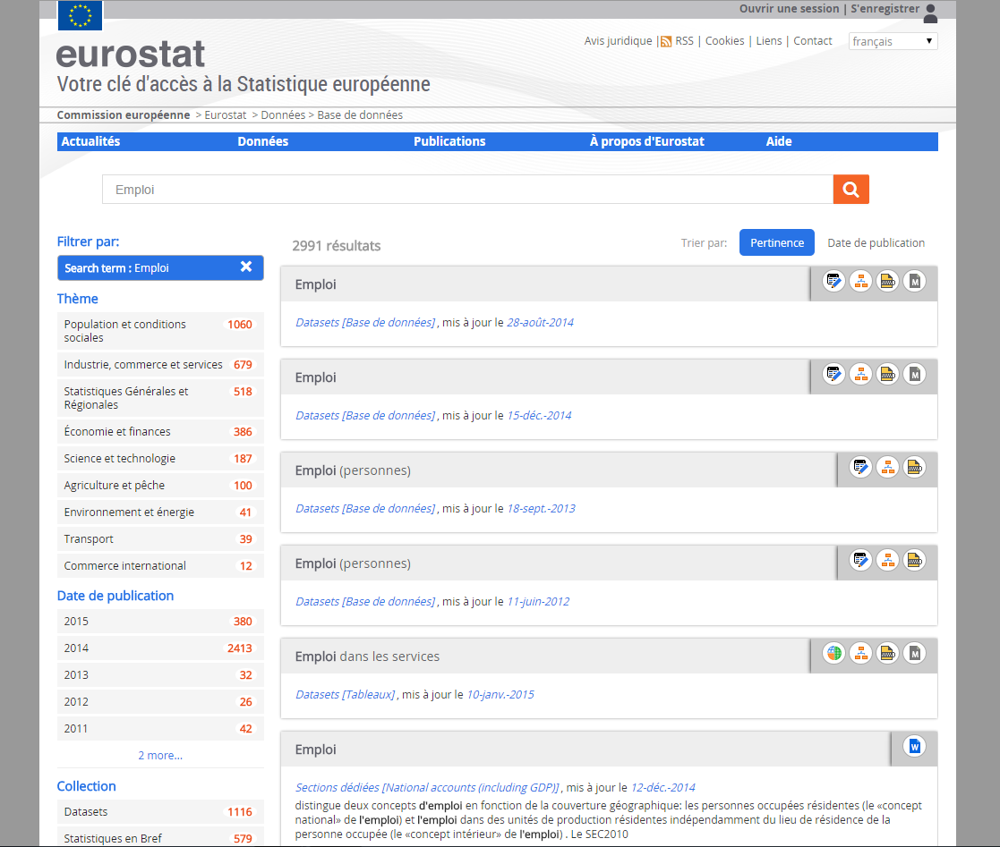 Ouvrir une session | S'enregistrer
Avis juridique | RSS | Cookies | Liens | Contact
français
eurostat
Votre clé d'accès à la Statistique européenne
Commission européenne > Eurostat > Données > Base de données
Actualités Données Publications À propos d'Eurostat Aide
Emploi
Filtrer par:
Search term : Emploi
Thème
Population et conditions 1060
sociales
Industrie, commerce et services 679
Statistiques Générales et 518
Régionales
Économie et finances 386
Science et technologie 187
Agriculture et pêche 100
Environnement et énergie 41
Transport 39
Commerce international 12
Date de publication
2015 380
2014 2413
2013 32
2012 26
2011 42
2 more...
Collection
Datasets 1116
Statistiques en Bref 579
2991 résultats
Trier par: Pertinence Date de publication
Emploi
M
Datasets [Base de données] , mis à jour le 28-août-2014
Emploi
M
Datasets [Base de données] , mis à jour le 15-déc.-2014
Emploi (personnes)
Datasets [Base de données] , mis à jour le 18-sept.-2013
Emploi (personnes)
Datasets [Base de données] , mis à jour le 11-juin-2012
Emploi dans les services
M
Datasets [Tableaux] , mis à jour le 10-janv.-2015
Emploi
W
Sections dédiées [National accounts (including GDP)] , mis à jour le 12-déc.-2014
distingue deux concepts d'emploi en fonction de la couverture géographique: les personnes occupées résidentes (le «concept
national» de l'emploi) et l'emploi dans des unités de production résidentes indépendamment du lieu de résidence de la
personne occupée (le «concept intérieur» de l'emploi) . Le SEC2010